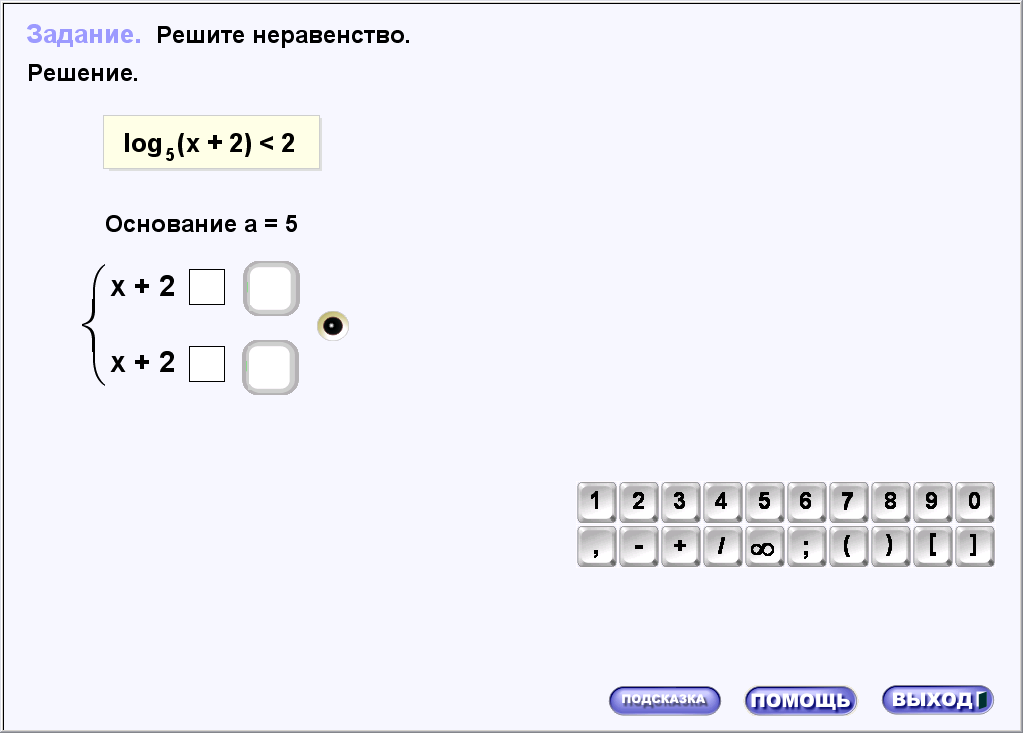 Задание. Решите неравенство.
Решение.
log₅(x + 2) < 2
Основание a = 5
x + 2
x + 2
1 2 3 4 5 6 7 8 9 0
, - + / ∞ ; ( ) [ ]
ПОДСКАЗКА ПОМОЩЬ ВЫХОД